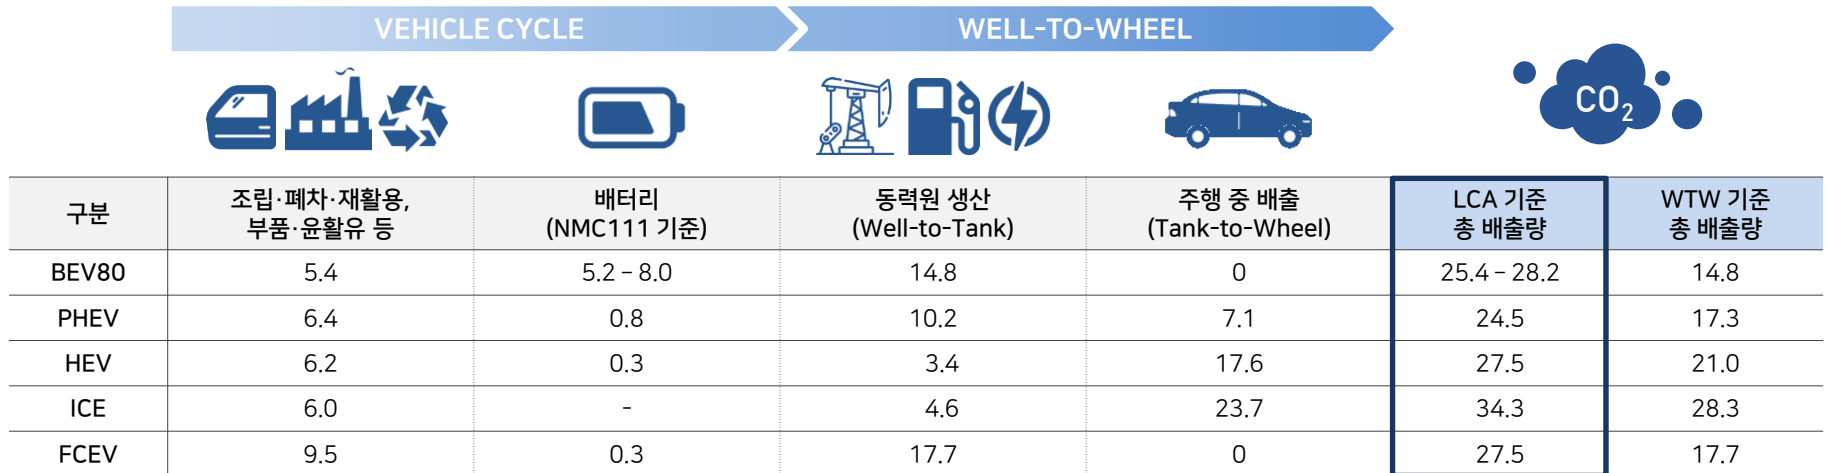 VEHICLE CYCLE
WELL-TO-WHEEL
CO2
구분
조립·폐차·재활용,
부품·윤활유 등
배터리
(NMC111 기준)
동력원 생산
(Well-to-Tank)
주행 중 배출
(Tank-to-Wheel)
LCA 기준
총 배출량
WTW 기준
총 배출량
BEV80 5.4 5.2 – 8.0 14.8 0 25.4 – 28.2 14.8
PHEV 6.4 0.8 10.2 7.1 24.5 17.3
HEV 6.2 0.3 3.4 17.6 27.5 21.0
ICE 6.0 - 4.6 23.7 34.3 28.3
FCEV 9.5 0.3 17.7 0 27.5 17.7